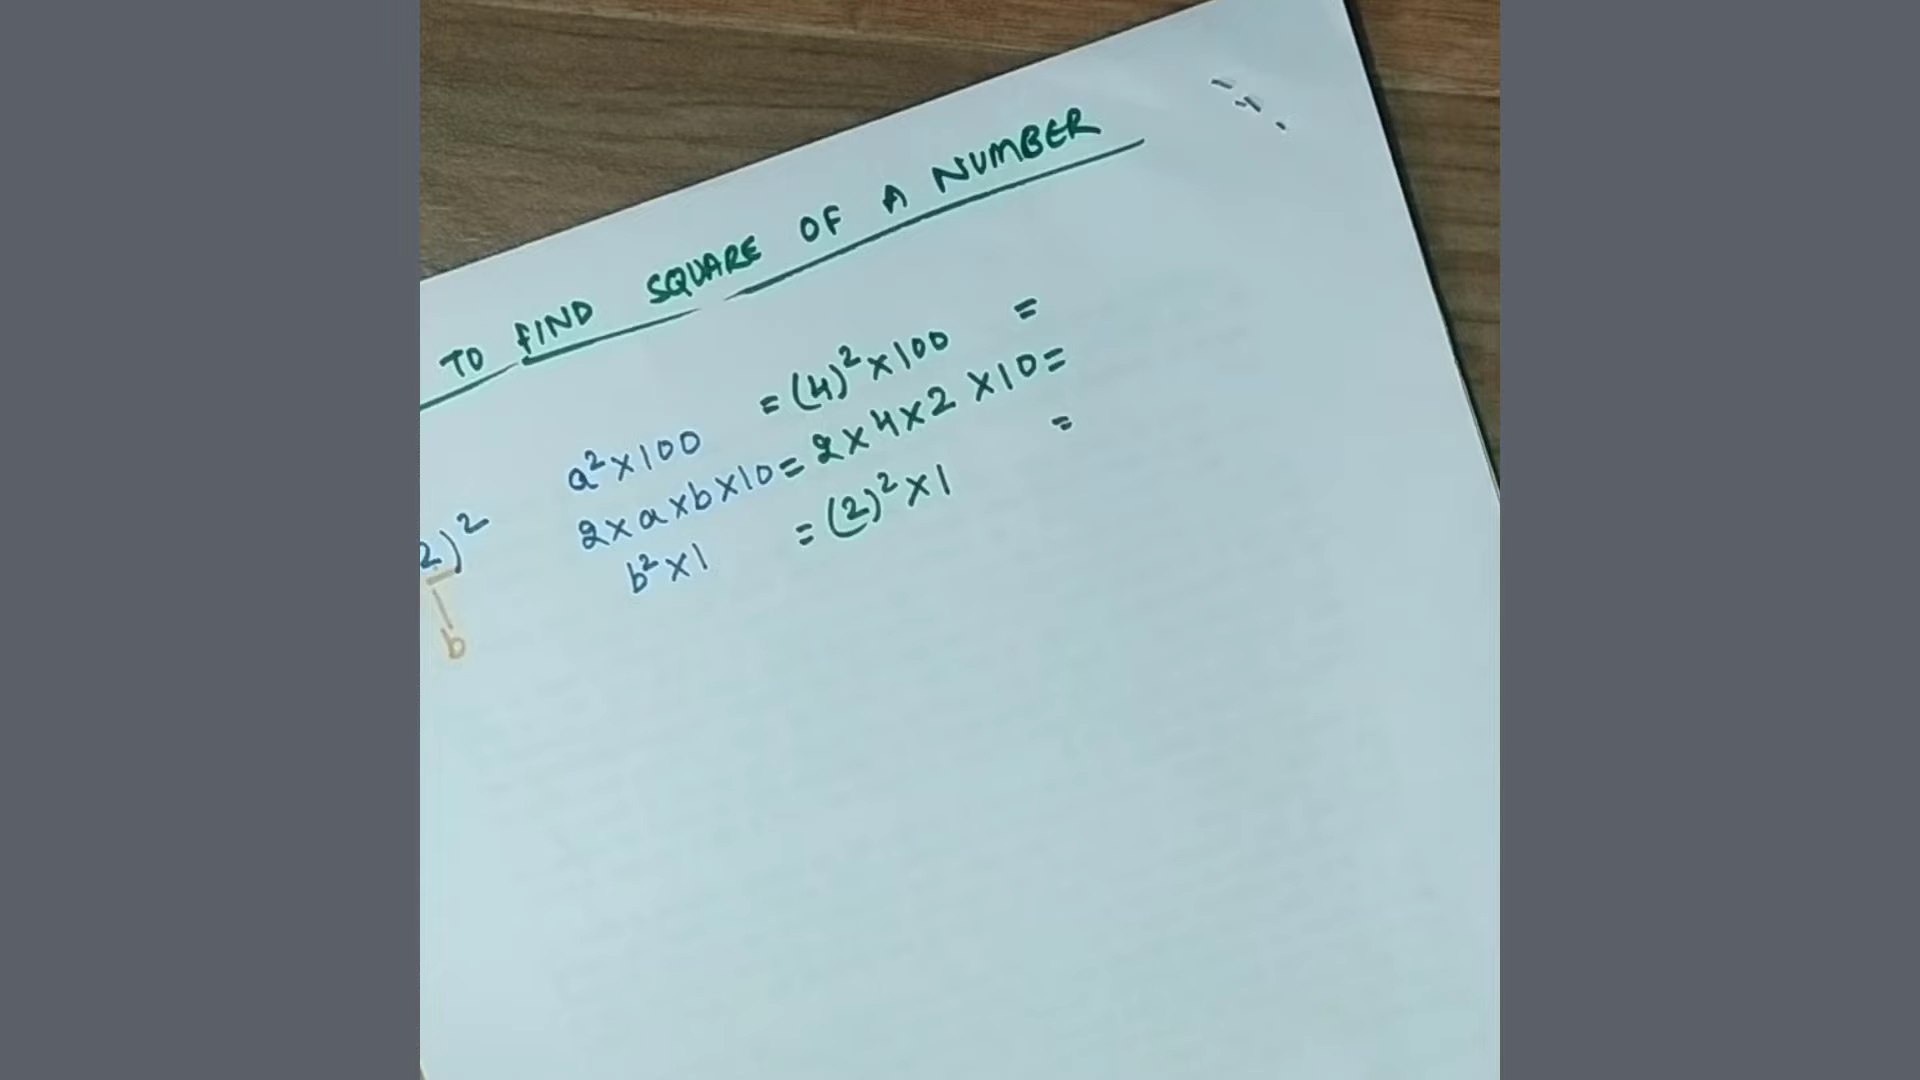 TO FIND SQUARE OF A NUMBER
a²×100 = (4)²×100 =
2)² 2×a×b×10 = 2×4×2×10 =
b²×1 = (2)²×1 =
b